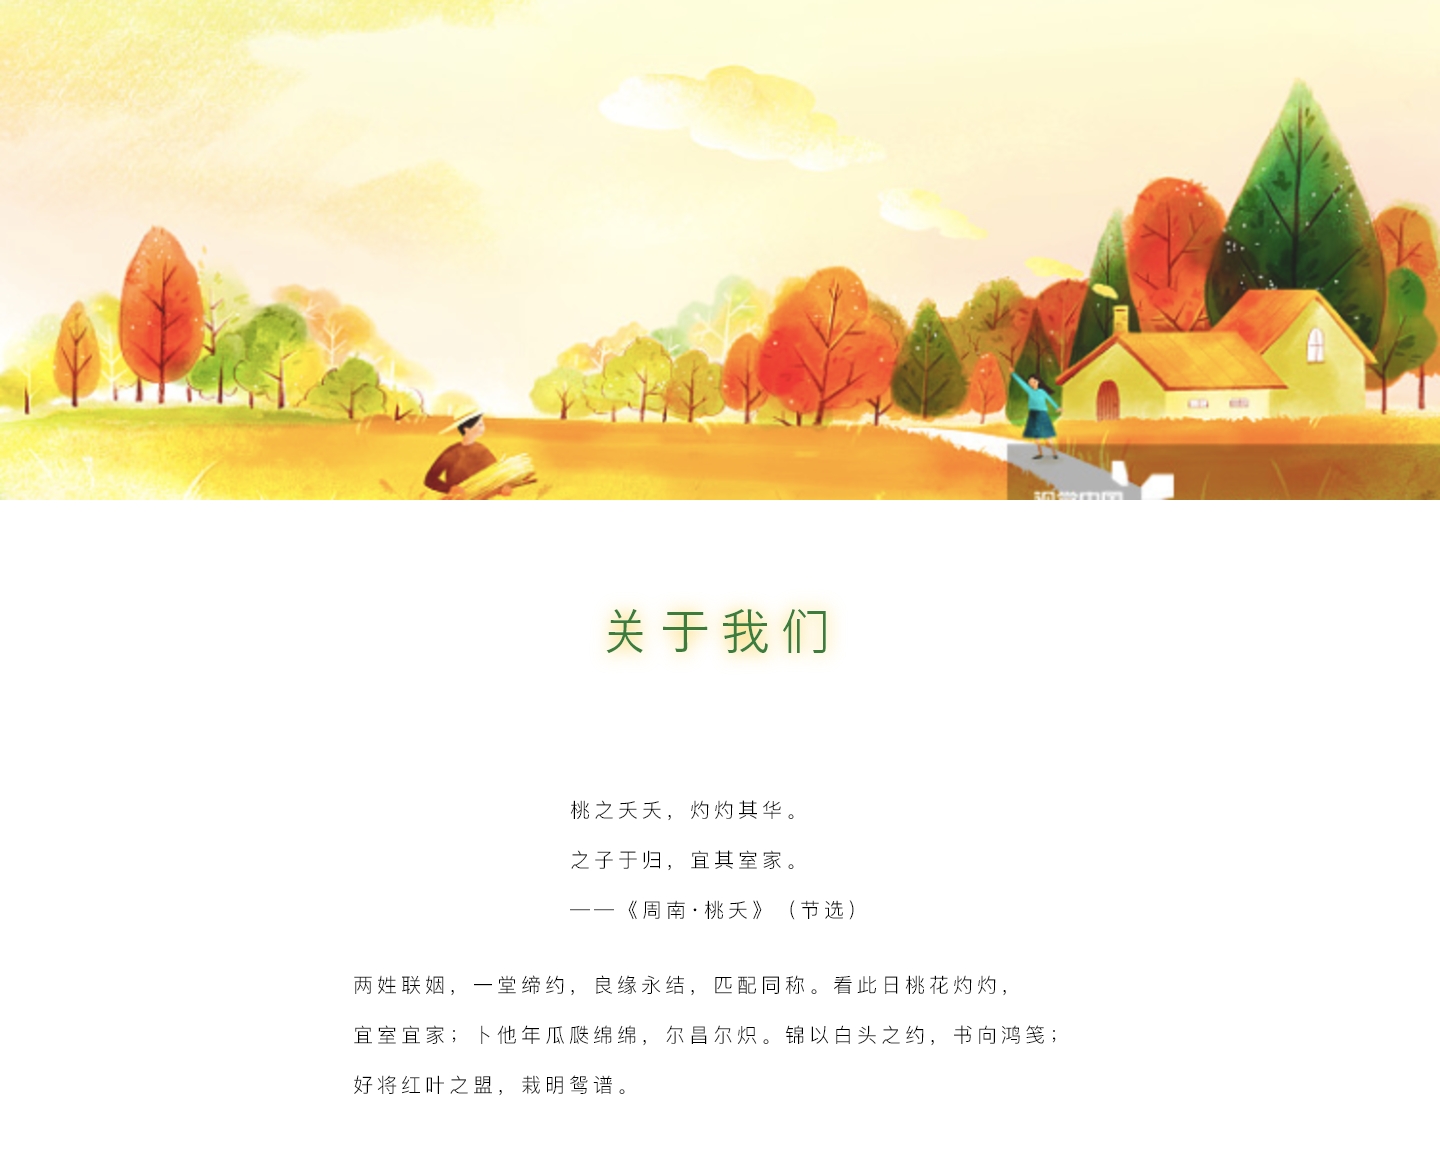 关于我们
桃之夭夭，灼灼其华。
之子于归，宜其室家。
——《周南·桃夭》（节选）
两姓联姻，一堂缔约，良缘永结，匹配同称。看此日桃花灼灼，
宜室宜家；卜他年瓜瓞绵绵，尔昌尔炽。锦以白头之约，书向鸿笺；
好将红叶之盟，栽明鸳谱。